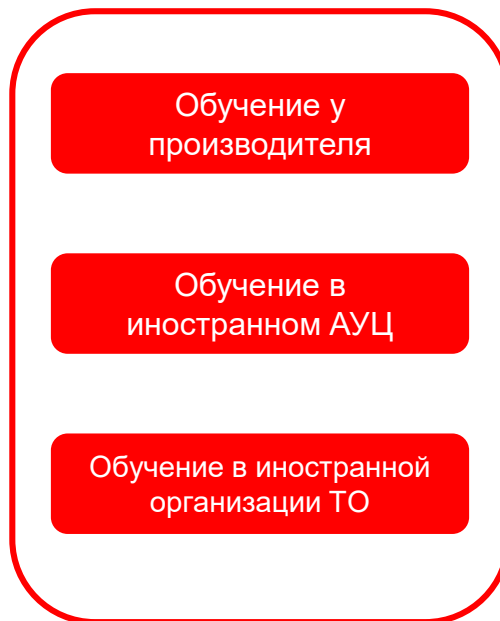 Обучение у
производителя
Обучение в
иностранном АУЦ
Обучение в иностранной
организации ТО